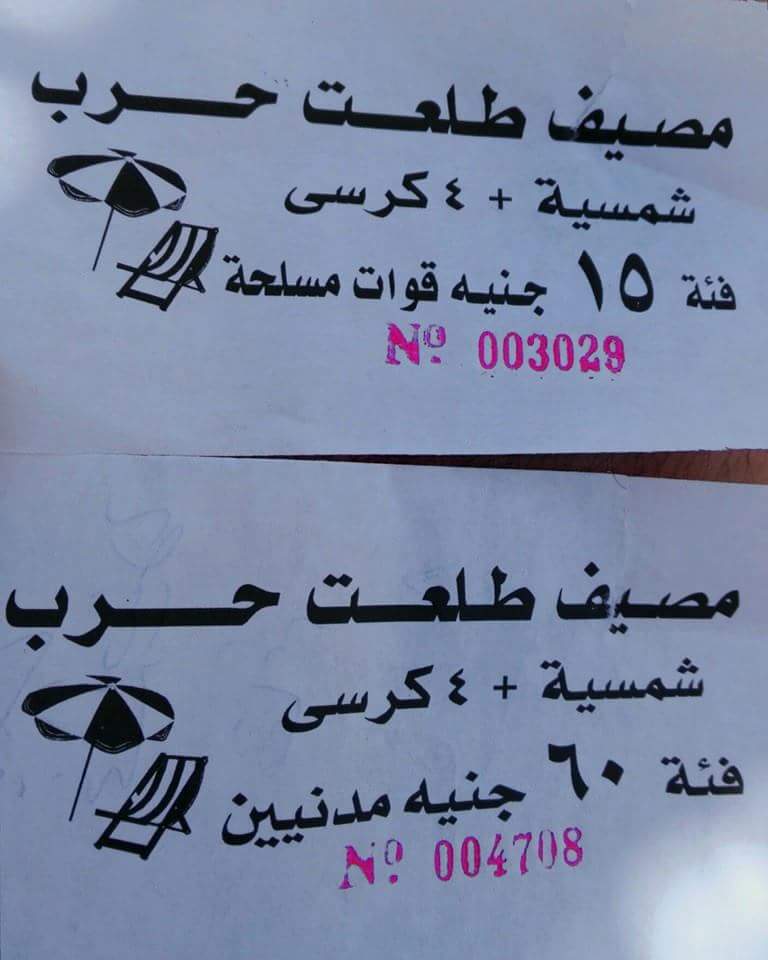 مصيف طلعت حرب
شمسية + ٤ كرسى
فئة ١٥ جنيه قوات مسلحة
Nº 003029
مصيف طلعت حرب
شمسية + ٤ كرسى
فئة ٦٠ جنيه مدنيين
Nº 004708